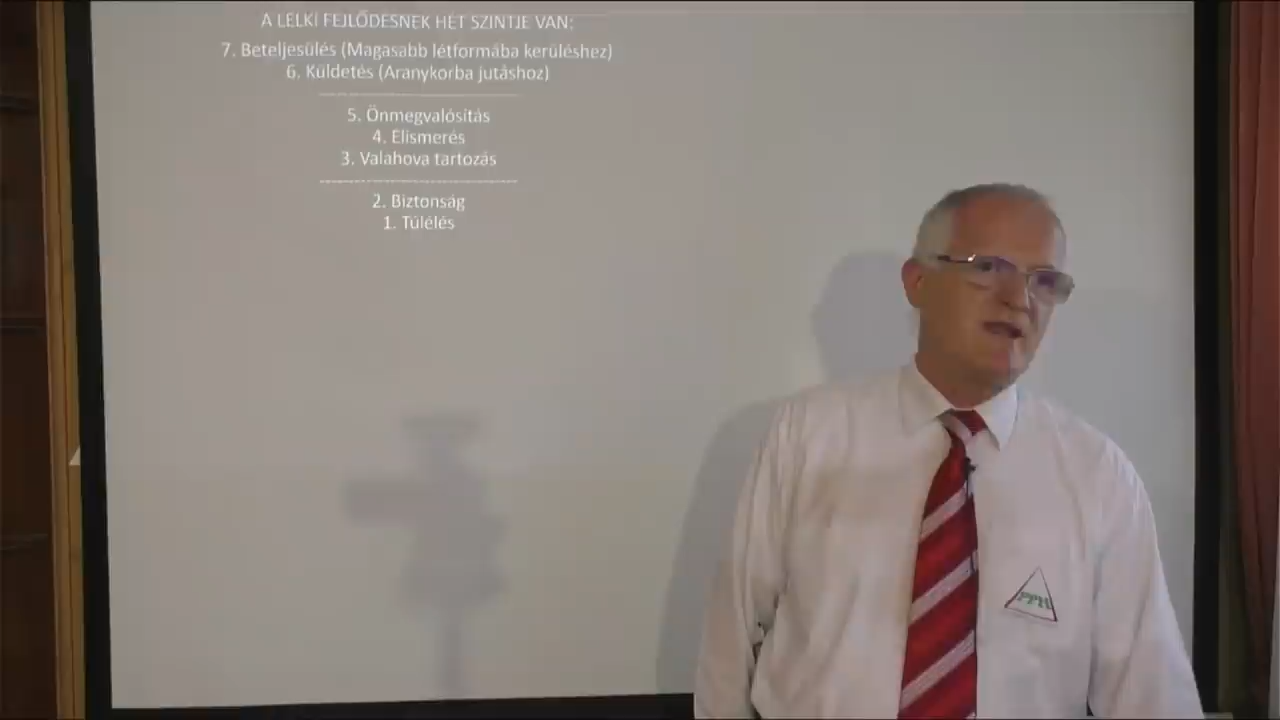 A LELKI FEJLŐDÉSNEK HÉT SZINTJE VAN:
7. Beteljesülés (Magasabb létformába kerüléshez)
6. Küldetés (Aranykorba jutáshoz)
5. Önmegvalósítás
4. Elismerés
3. Valahova tartozás
2. Biztonság
1. Túlélés